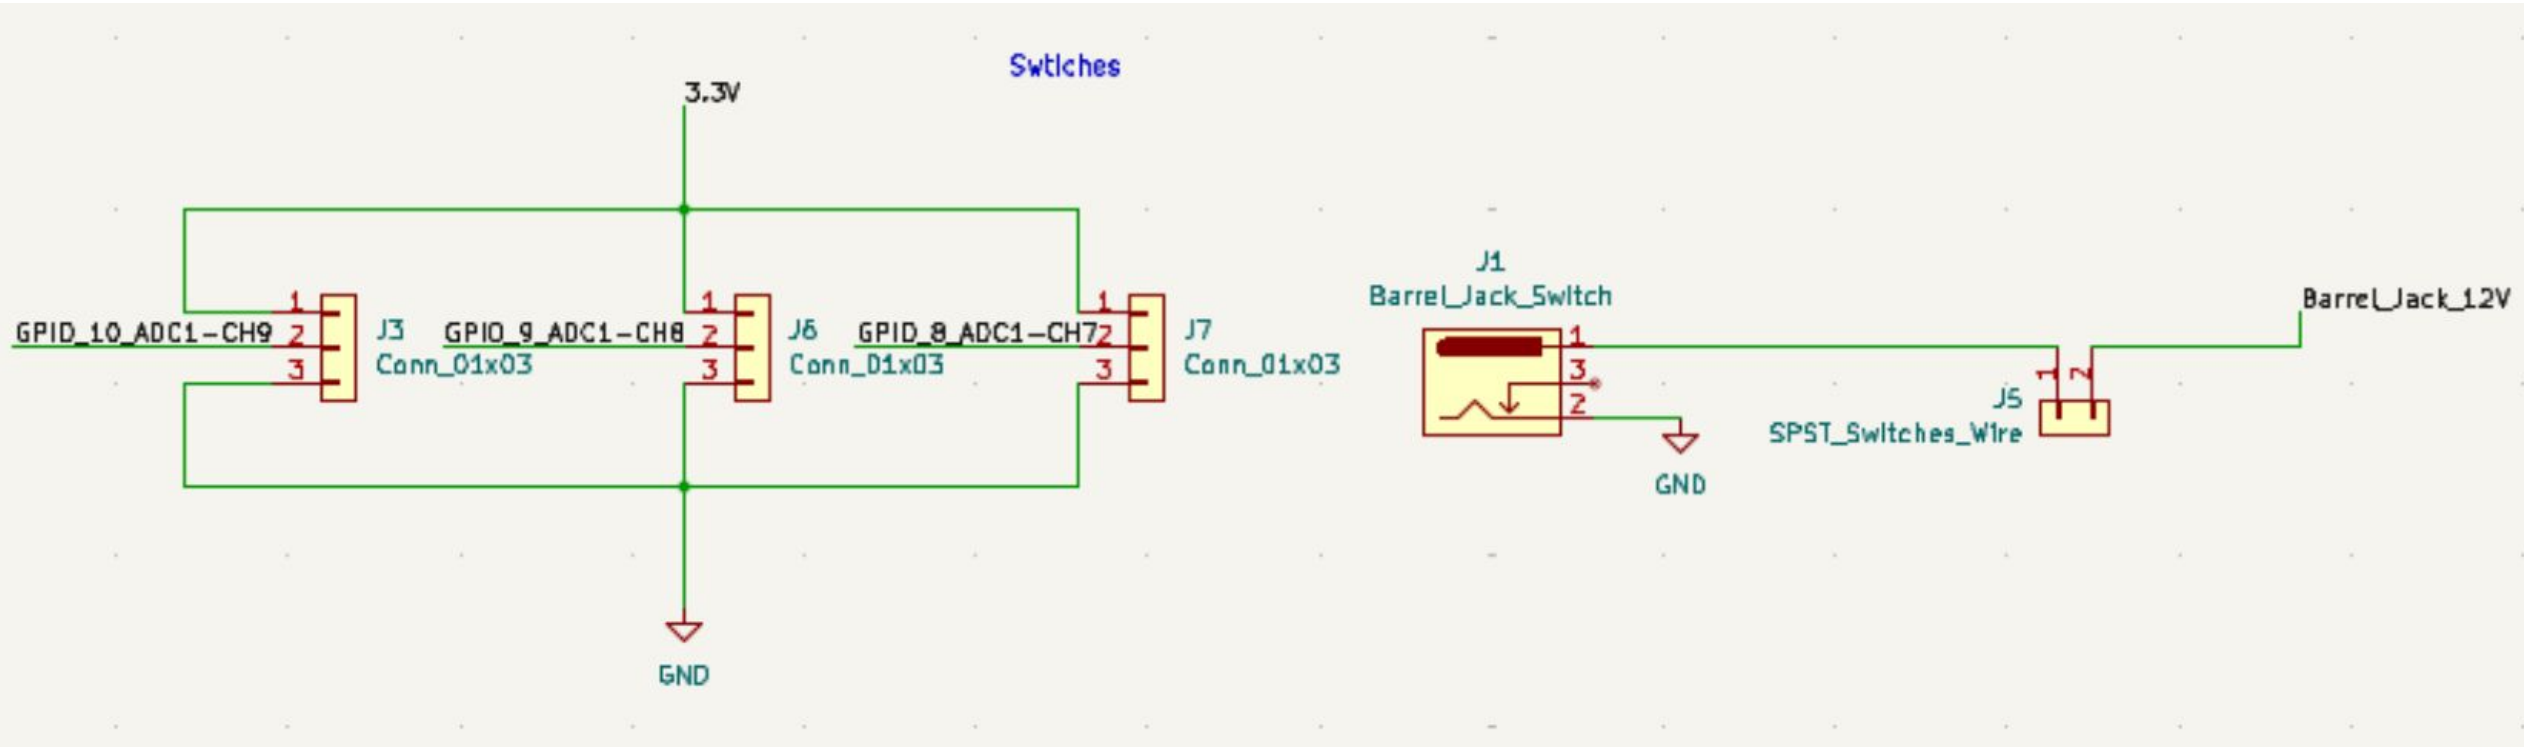 Swtiches
3.3V
1
GPIO_10_ADC1-CH9 2
3
J3
Conn_01x03
1
GPIO_9_ADC1-CH8 2
3
J6
Conn_01x03
1
GPIO_8_ADC1-CH7 2
3
J7
Conn_01x03
GND
J1
Barrel_Jack_Switch
1
3
2
GND
1 2
J5
SPST_Switches_Wire
Barrel_Jack_12V